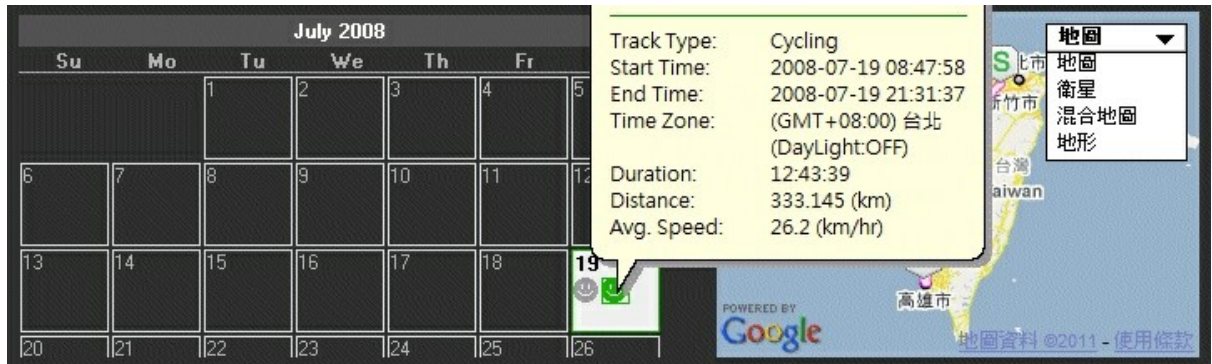 July 2008
Su Mo Tu We Th Fr
1 2 3 4 5
6 7 8 9 10 11 12
13 14 15 16 17 18 19
20 21 22 23 24 25 26
Track Type: Cycling
Start Time: 2008-07-19 08:47:58
End Time: 2008-07-19 21:31:37
Time Zone: (GMT+08:00) 台北
(DayLight:OFF)
Duration: 12:43:39
Distance: 333.145 (km)
Avg. Speed: 26.2 (km/hr)
地圖
地圖
衛星
混合地圖
地形
S 北市
新竹市
台灣
aiwan
高雄市
POWERED BY
Google
地圖資料 ©2011 - 使用條款